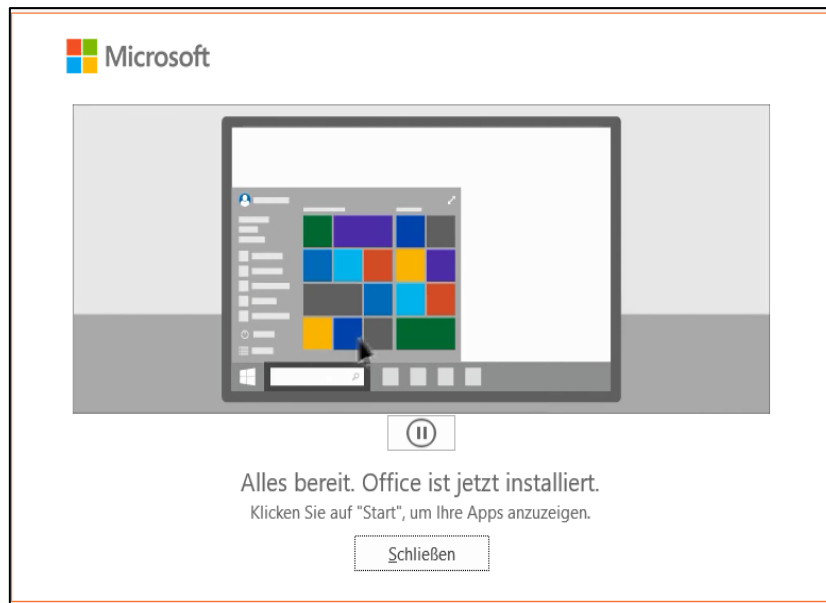 Microsoft
Alles bereit. Office ist jetzt installiert.
Klicken Sie auf "Start", um Ihre Apps anzuzeigen.
Schließen